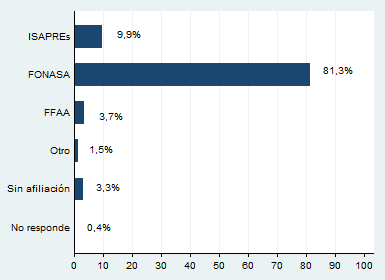 ISAPREs 9,9%
FONASA 81,3%
FFAA 3,7%
Otro 1,5%
Sin afiliación 3,3%
No responde 0,4%
0 10 20 30 40 50 60 70 80 90 100